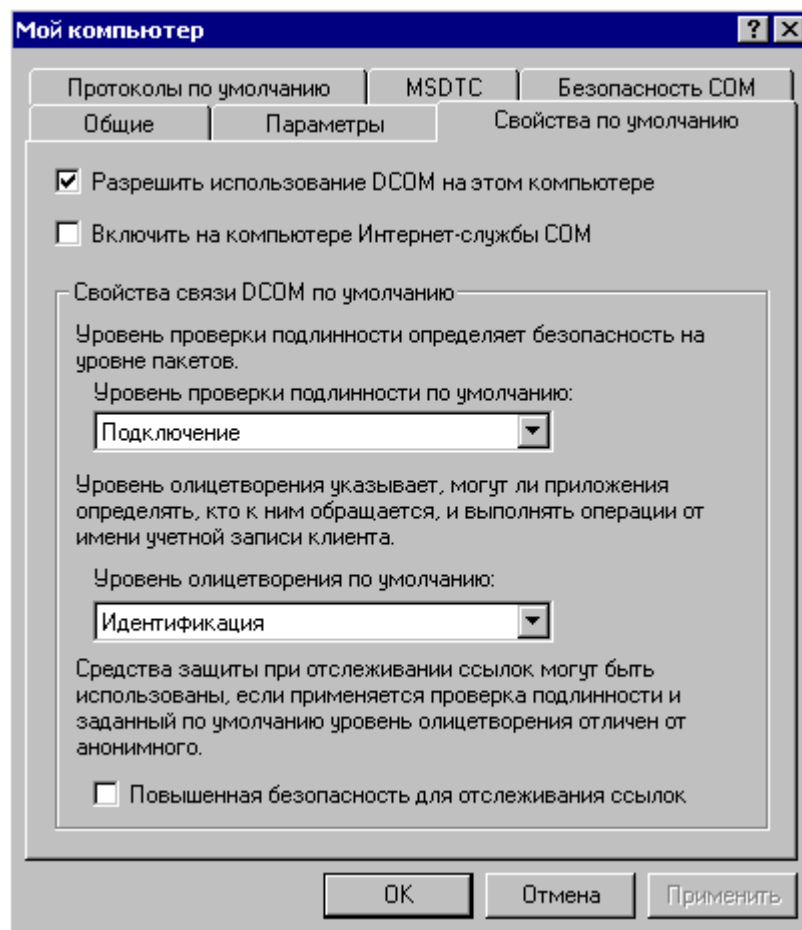 Мой компьютер
Протоколы по умолчанию MSDTC Безопасность COM
Общие Параметры Свойства по умолчанию
Разрешить использование DCOM на этом компьютере
Включить на компьютере Интернет-службы COM
Свойства связи DCOM по умолчанию
Уровень проверки подлинности определяет безопасность на
уровне пакетов.
Уровень проверки подлинности по умолчанию:
Подключение
Уровень олицетворения указывает, могут ли приложения
определять, кто к ним обращается, и выполнять операции от
имени учетной записи клиента.
Уровень олицетворения по умолчанию:
Идентификация
Средства защиты при отслеживании ссылок могут быть
использованы, если применяется проверка подлинности и
заданный по умолчанию уровень олицетворения отличен от
анонимного.
Повышенная безопасность для отслеживания ссылок
OK Отмена Применить